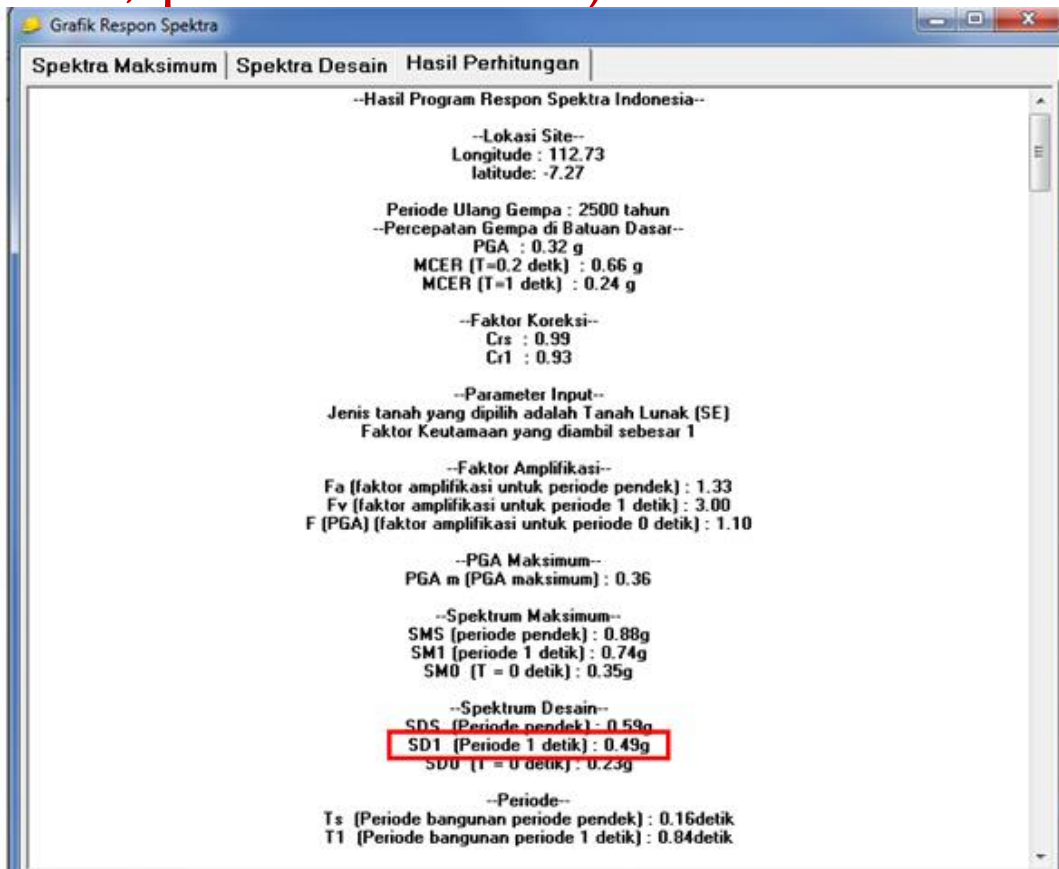 Grafik Respon Spektra
Spektra Maksimum Spektra Desain Hasil Perhitungan
--Hasil Program Respon Spektra Indonesia--
--Lokasi Site--
Longitude : 112.73
latitude: -7.27
Periode Ulang Gempa : 2500 tahun
--Percepatan Gempa di Batuan Dasar--
PGA : 0.32 g
MCER (T=0.2 detk) : 0.66 g
MCER (T=1 detk) : 0.24 g
--Faktor Koreksi--
Crs : 0.99
Cr1 : 0.93
--Parameter Input--
Jenis tanah yang dipilih adalah Tanah Lunak (SE)
Faktor Keutamaan yang diambil sebesar 1
--Faktor Amplifikasi--
Fa (faktor amplifikasi untuk periode pendek) : 1.33
Fv (faktor amplifikasi untuk periode 1 detik) : 3.00
F (PGA) (faktor amplifikasi untuk periode 0 detik) : 1.10
--PGA Maksimum--
PGA m (PGA maksimum) : 0.36
--Spektrum Maksimum--
SMS (periode pendek) : 0.88g
SM1 (periode 1 detik) : 0.74g
SM0 (T = 0 detik) : 0.35g
--Spektrum Desain--
SDS (Periode pendek) : 0.59g
SD1 (Periode 1 detik) : 0.49g
SD0 (T = 0 detik) : 0.23g
--Periode--
Ts (Periode bangunan periode pendek) : 0.16detik
T1 (Periode bangunan periode 1 detik) : 0.84detik